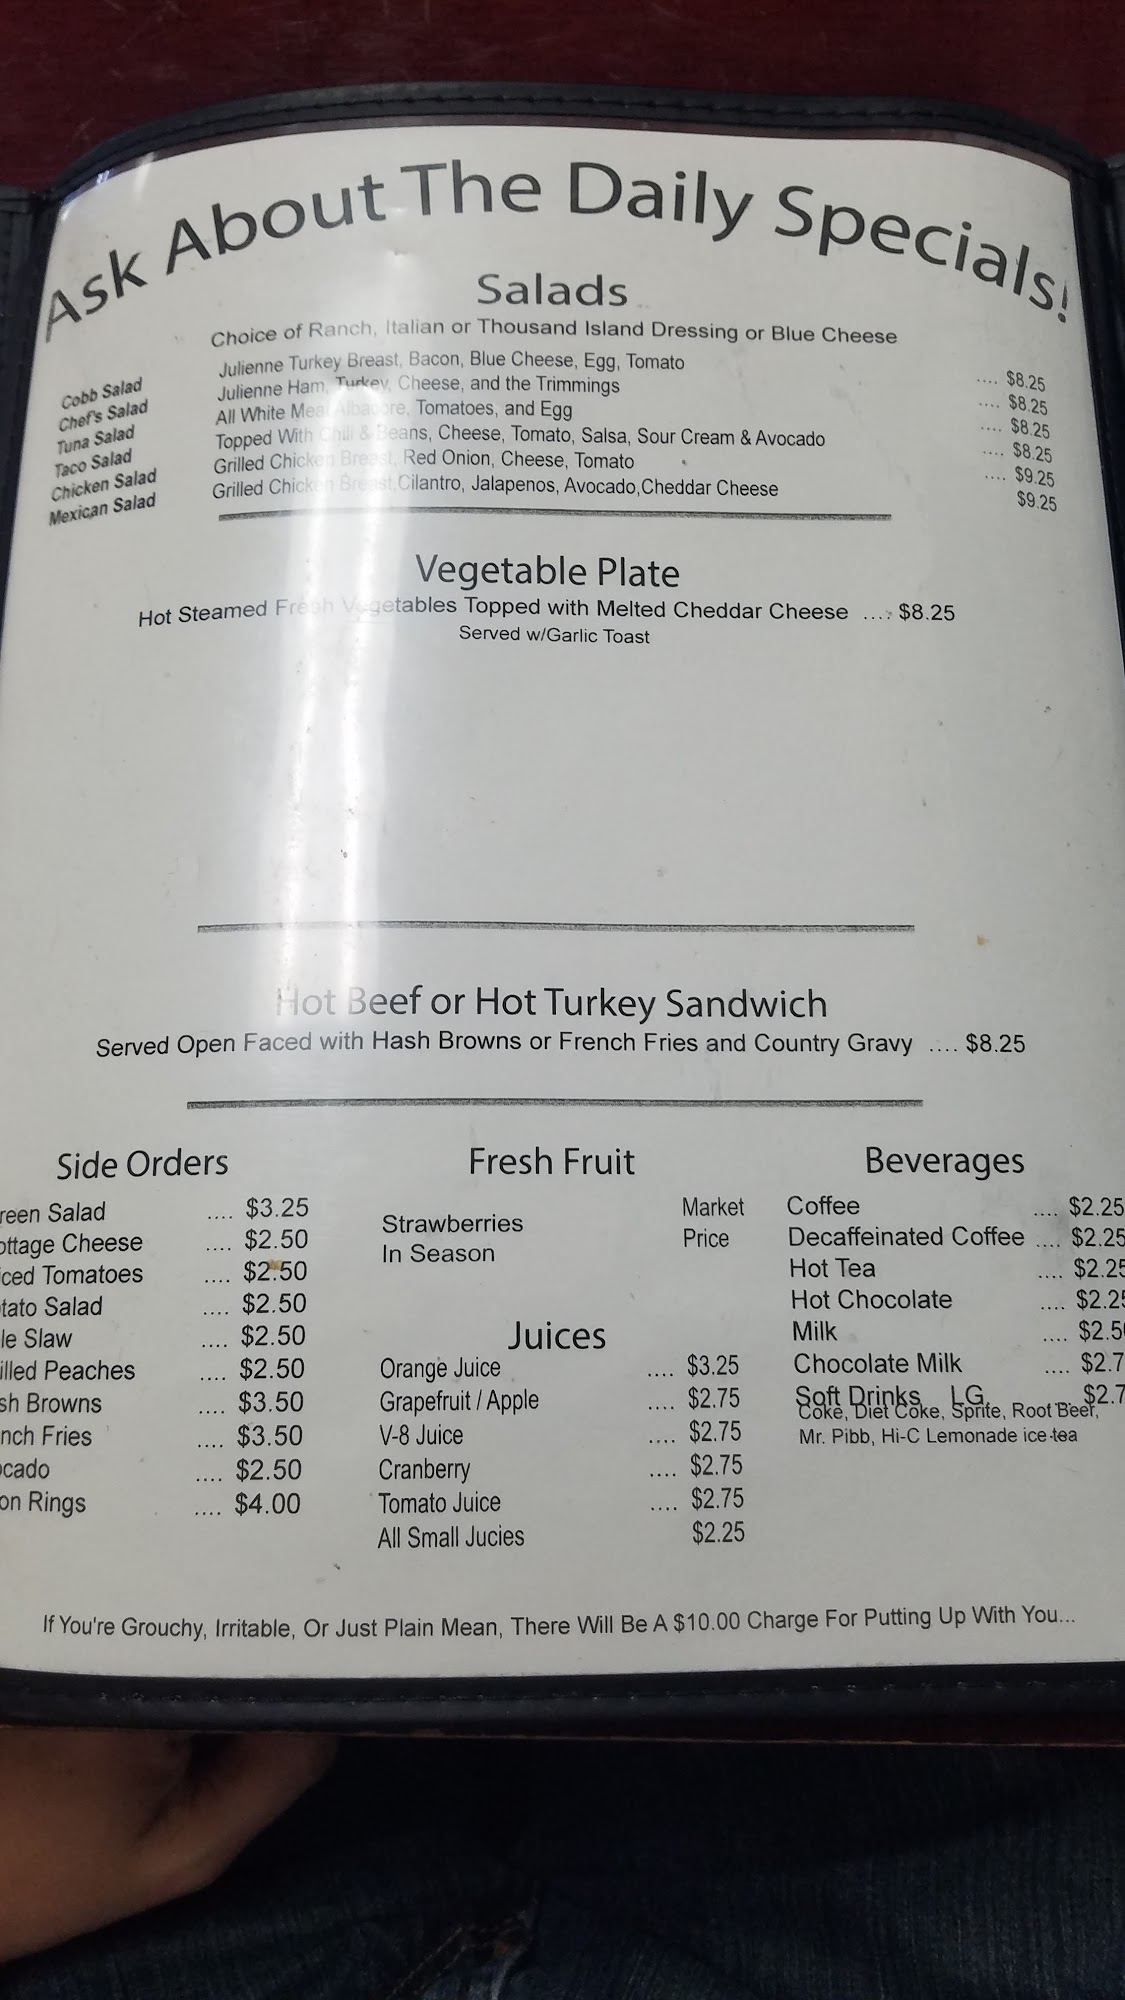 Ask About The Daily Specials!
Salads
Choice of Ranch, Italian or Thousand Island Dressing or Blue Cheese
Cobb Salad Julienne Turkey Breast, Bacon, Blue Cheese, Egg, Tomato .... $8.25
Chef's Salad Julienne Ham, Turkey, Cheese, and the Trimmings .... $8.25
Tuna Salad All White Meat Albacore, Tomatoes, and Egg .... $8.25
Taco Salad Topped With Chili & Beans, Cheese, Tomato, Salsa, Sour Cream & Avocado .... $8.25
Chicken Salad Grilled Chicken Breast, Red Onion, Cheese, Tomato .... $9.25
Mexican Salad Grilled Chicken Breast,Cilantro, Jalapenos, Avocado,Cheddar Cheese $9.25
Vegetable Plate
Hot Steamed Fresh Vegetables Topped with Melted Cheddar Cheese .... $8.25
Served w/Garlic Toast
Hot Beef or Hot Turkey Sandwich
Served Open Faced with Hash Browns or French Fries and Country Gravy .... $8.25
Side Orders
reen Salad .... $3.25
ottage Cheese .... $2.50
iced Tomatoes .... $2.50
tato Salad .... $2.50
le Slaw .... $2.50
illed Peaches .... $2.50
sh Browns .... $3.50
nch Fries .... $3.50
ocado .... $2.50
on Rings .... $4.00
Fresh Fruit
Strawberries Market
In Season Price
Juices
Orange Juice .... $3.25
Grapefruit / Apple .... $2.75
V-8 Juice .... $2.75
Cranberry .... $2.75
Tomato Juice .... $2.75
All Small Jucies $2.25
Beverages
Coffee .... $2.25
Decaffeinated Coffee .... $2.25
Hot Tea .... $2.25
Hot Chocolate .... $2.25
Milk .... $2.50
Chocolate Milk .... $2.7
Soft Drinks LG .... $2.7
Coke, Diet Coke, Sprite, Root Beer,
Mr. Pibb, Hi-C Lemonade ice tea
If You're Grouchy, Irritable, Or Just Plain Mean, There Will Be A $10.00 Charge For Putting Up With You...